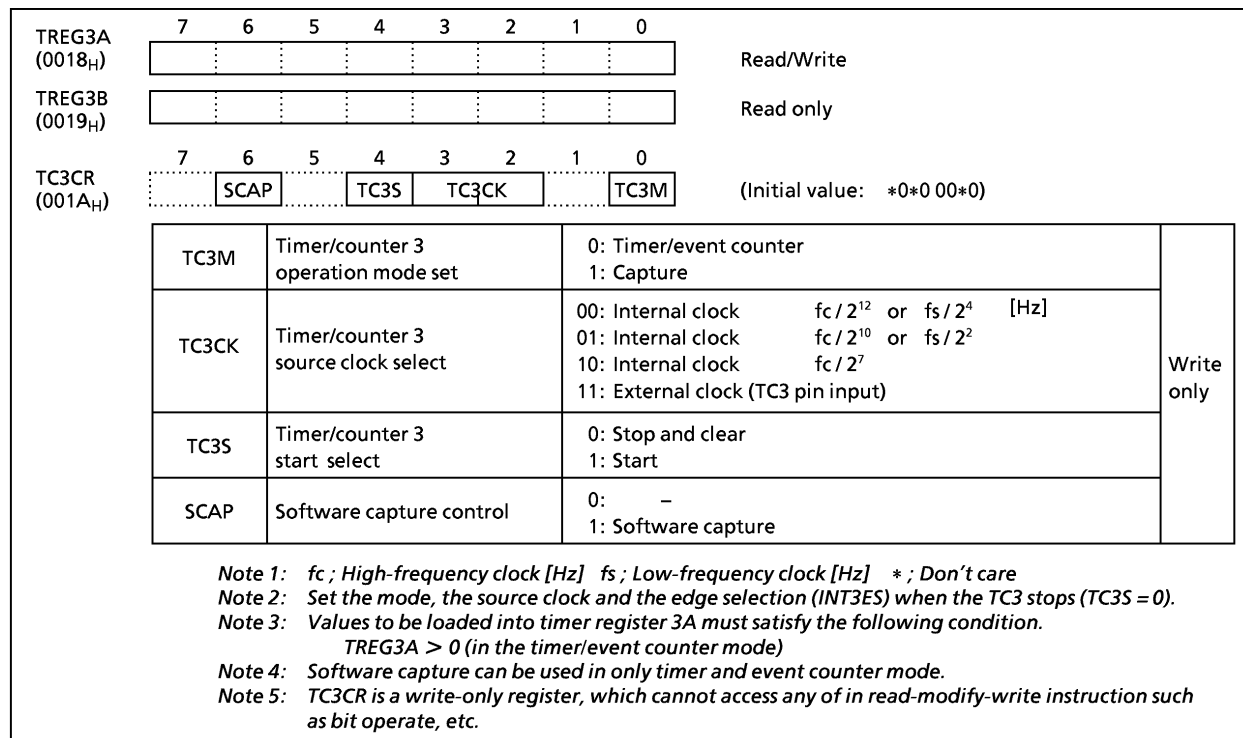 7 6 5 4 3 2 1 0
TREG3A
(0018H) Read/Write
TREG3B Read only
(0019H)
7 6 5 4 3 2 1 0
TC3CR SCAP TC3S TC3CK TC3M (Initial value: *0*0 00*0)
(001AH)
TC3M Timer/counter 3 0: Timer/event counter
operation mode set 1: Capture
00: Internal clock fc / 2¹² or fs / 2⁴ [Hz]
TC3CK Timer/counter 3 01: Internal clock fc / 2¹⁰ or fs / 2²
source clock select 10: Internal clock fc / 2⁷ Write
11: External clock (TC3 pin input) only
TC3S Timer/counter 3 0: Stop and clear
start select 1: Start
SCAP Software capture control 0: –
1: Software capture
Note 1: fc ; High-frequency clock [Hz] fs ; Low-frequency clock [Hz] * ; Don't care
Note 2: Set the mode, the source clock and the edge selection (INT3ES) when the TC3 stops (TC3S = 0).
Note 3: Values to be loaded into timer register 3A must satisfy the following condition.
TREG3A > 0 (in the timer/event counter mode)
Note 4: Software capture can be used in only timer and event counter mode.
Note 5: TC3CR is a write-only register, which cannot access any of in read-modify-write instruction such
as bit operate, etc.